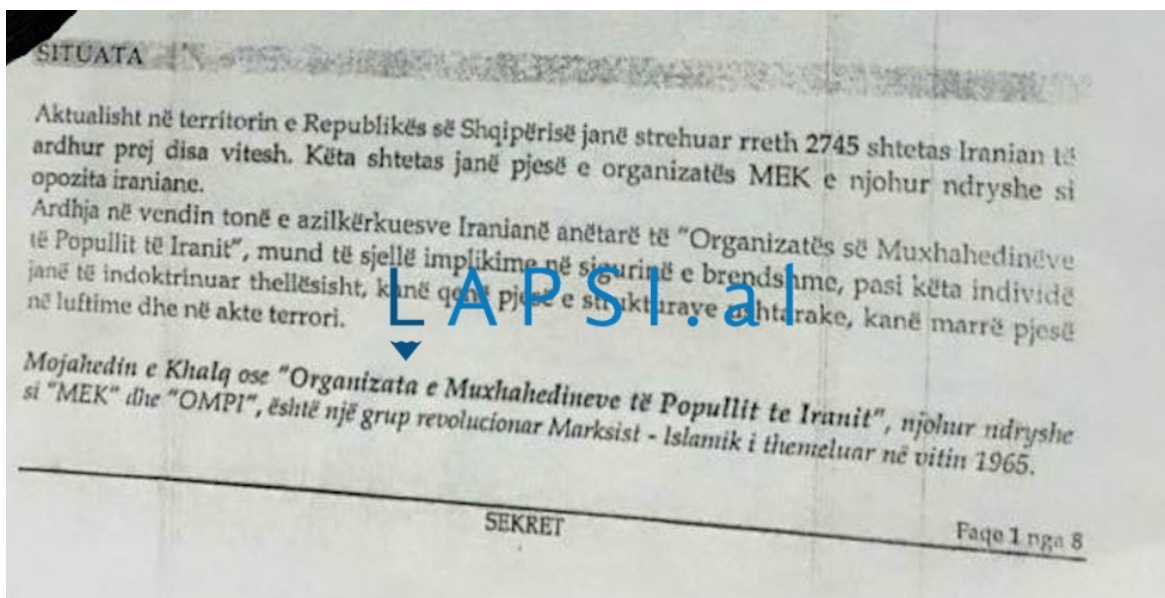 SITUATA
Aktualisht në territorin e Republikës së Shqipërisë janë strehuar rreth 2745 shtetas Iranian të
ardhur prej disa vitesh. Këta shtetas janë pjesë e organizatës MEK e njohur ndryshe si
opozita iraniane.
Ardhja në vendin tonë e azilkërkuesve Iranianë anëtarë të "Organizatës së Muxhahedinëve
të Popullit të Iranit", mund të sjellë implikime në sigurinë e brendshme, pasi këta individë
janë të indoktrinuar thellësisht, kanë qenë pjesë e strukturave ushtarake, kanë marrë pjesë
në luftime dhe në akte terrori.
LAPSI.al
Mojahedin e Khalq ose "Organizata e Muxhahedineve të Popullit te Iranit", njohur ndryshe
si "MEK" dhe "OMPI", është një grup revolucionar Marksist - Islamik i themeluar në vitin 1965.
SEKRET
Faqe 1 nga 8